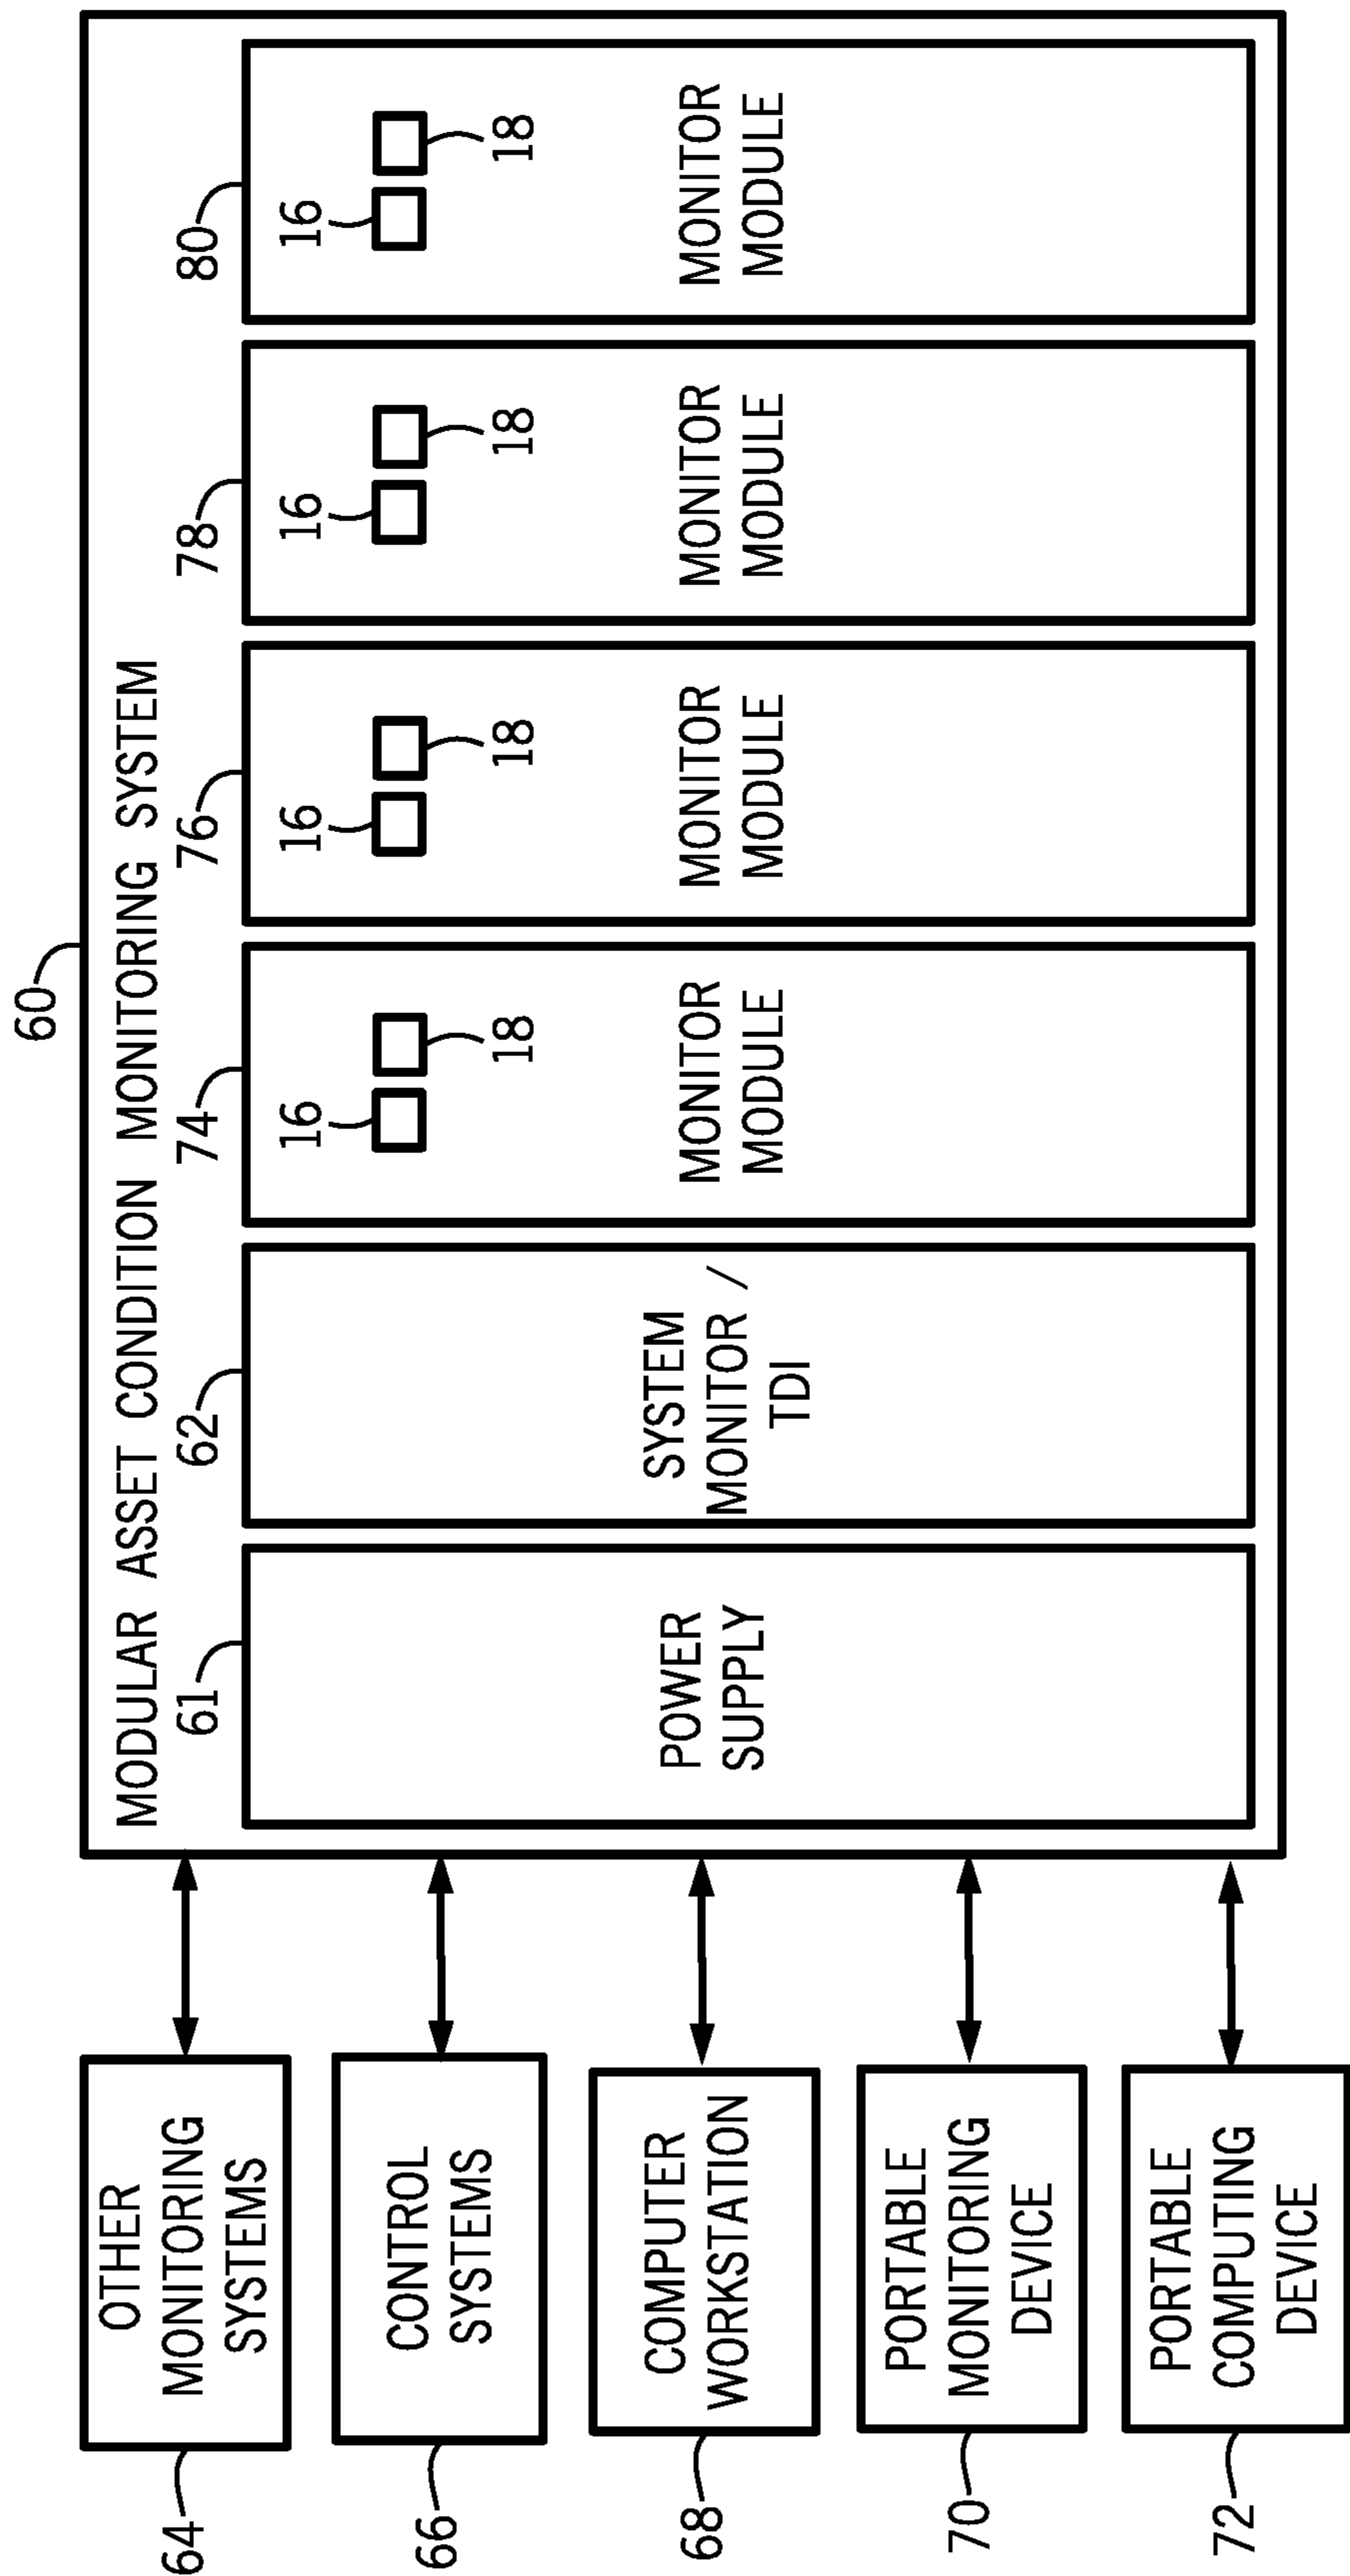 60
MODULAR ASSET CONDITION MONITORING SYSTEM
61
62
74
76
78
80
POWER
SUPPLY
SYSTEM
MONITOR /
TDI
16
18
MONITOR
MODULE
16
18
MONITOR
MODULE
16
18
MONITOR
MODULE
16
18
MONITOR
MODULE
64
OTHER
MONITORING
SYSTEMS
66
CONTROL
SYSTEMS
68
COMPUTER
WORKSTATION
70
PORTABLE
MONITORING
DEVICE
72
PORTABLE
COMPUTING
DEVICE